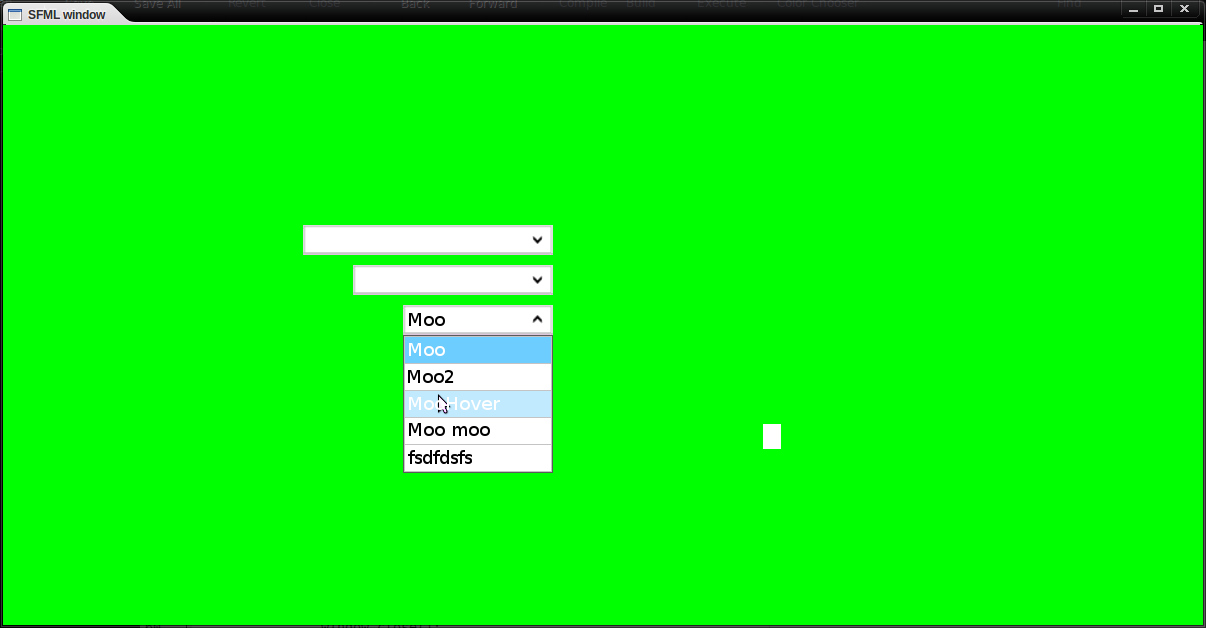 Save All Revert Close Back Forward Compile Build Execute Color Chooser Find
SFML window
Moo
Moo
Moo2
MooHover
Moo moo
fsdfdsfs